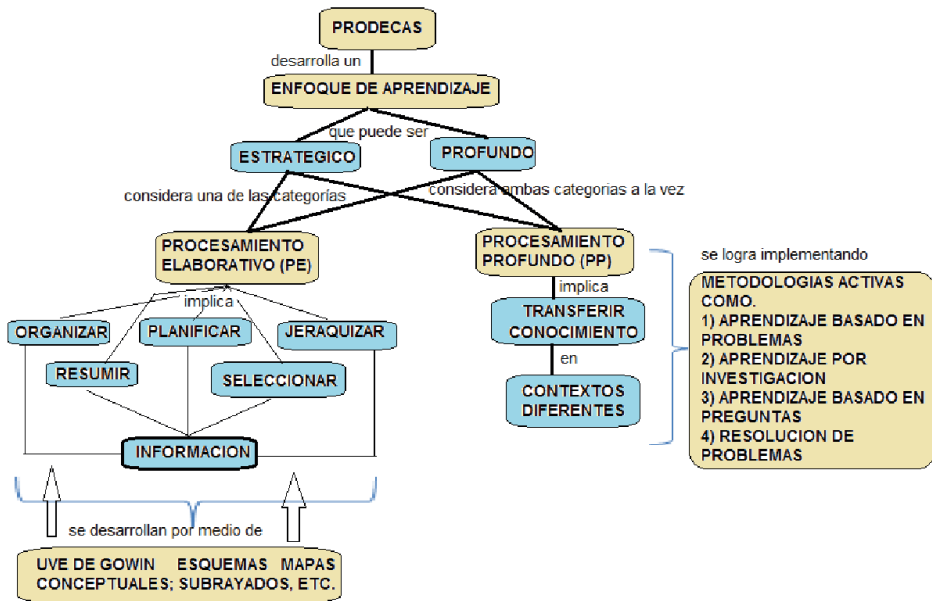 PRODECAS
desarrolla un
ENFOQUE DE APRENDIZAJE
que puede ser
ESTRATEGICO
PROFUNDO
considera una de las categorías
considera ambas categorias a la vez
PROCESAMIENTO
ELABORATIVO (PE)
PROCESAMIENTO
PROFUNDO (PP)
implica
ORGANIZAR
PLANIFICAR
JERAQUIZAR
RESUMIR
SELECCIONAR
INFORMACION
se desarrollan por medio de
UVE DE GOWIN ESQUEMAS MAPAS
CONCEPTUALES; SUBRAYADOS, ETC.
implica
TRANSFERIR
CONOCIMIENTO
en
CONTEXTOS
DIFERENTES
se logra implementando
METODOLOGIAS ACTIVAS
COMO.
1) APRENDIZAJE BASADO EN
PROBLEMAS
2) APRENDIZAJE POR
INVESTIGACION
3) APRENDIZAJE BASADO EN
PREGUNTAS
4) RESOLUCION DE
PROBLEMAS